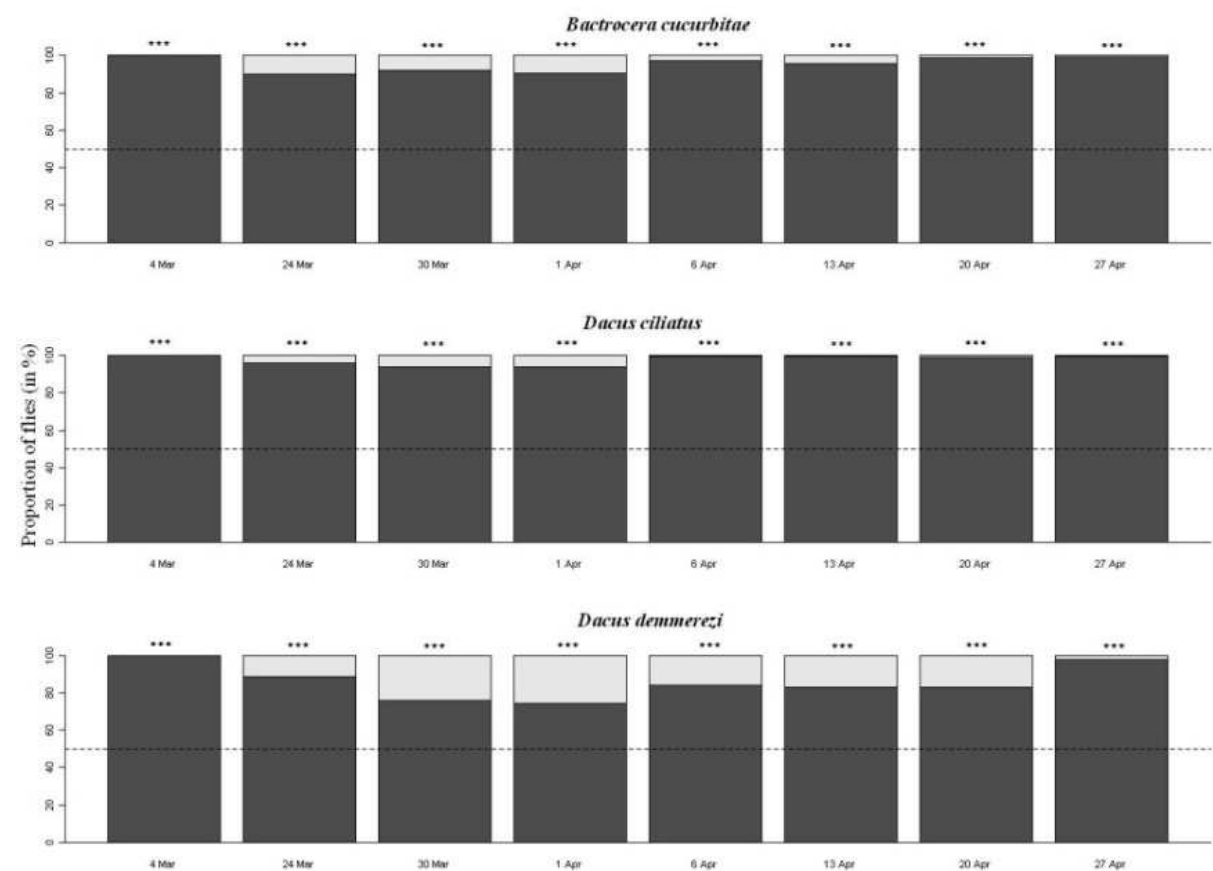 Bactrocera cucurbitae
*** *** *** *** *** *** *** ***
100
80
60
40
20
0
4 Mar 24 Mar 30 Mar 1 Apr 6 Apr 13 Apr 20 Apr 27 Apr
Proportion of flies (in %)
Dacus ciliatus
*** *** *** *** *** *** *** ***
100
80
60
40
20
0
4 Mar 24 Mar 30 Mar 1 Apr 6 Apr 13 Apr 20 Apr 27 Apr
Dacus demmerezi
*** *** *** *** *** *** *** ***
100
80
60
40
20
0
4 Mar 24 Mar 30 Mar 1 Apr 6 Apr 13 Apr 20 Apr 27 Apr